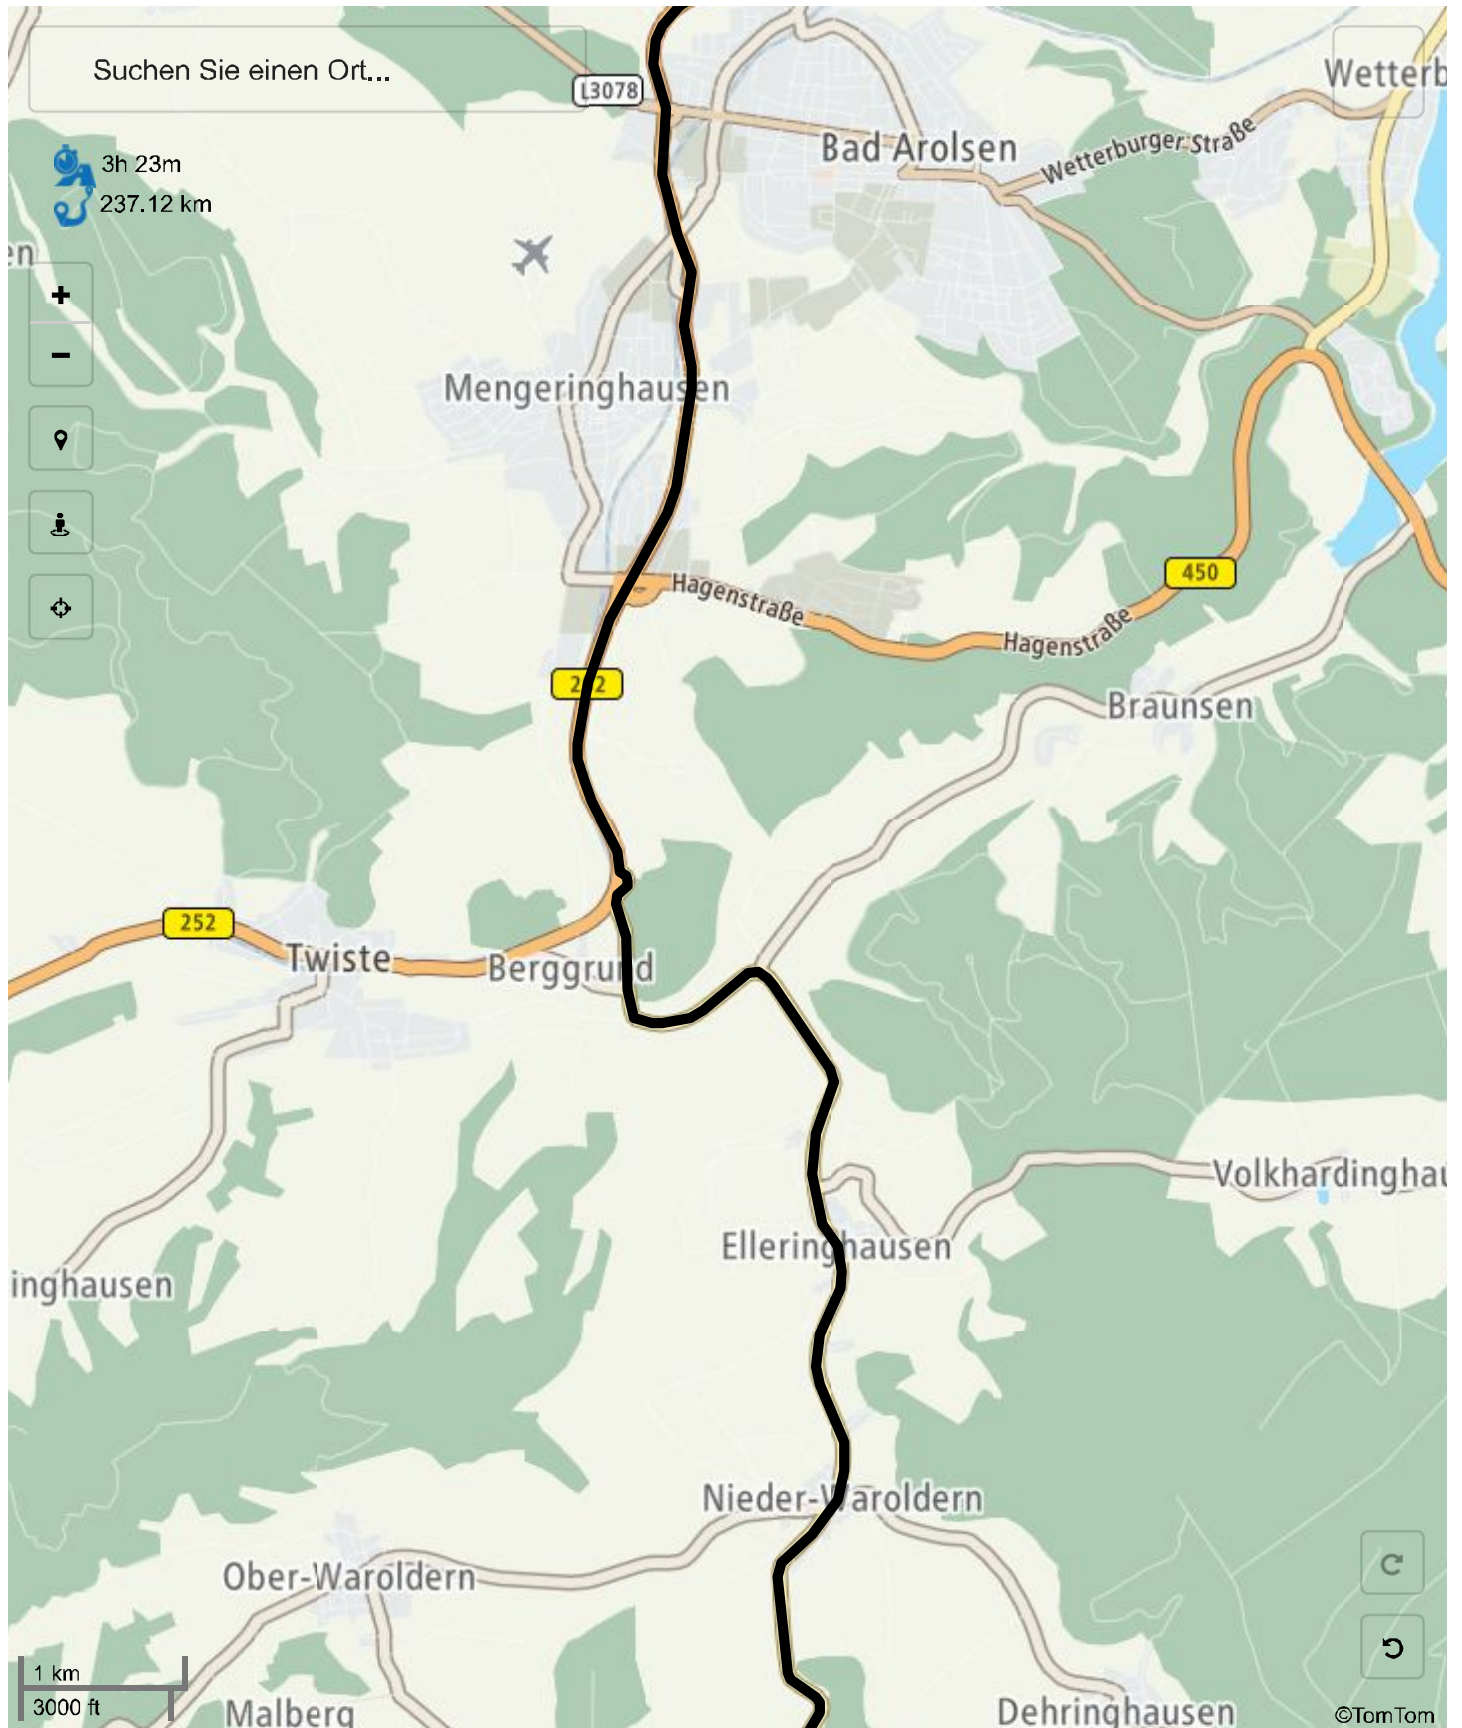 Suchen Sie einen Ort...
L3078
Wetterb
Bad Arolsen
Wetterburger Straße
3h 23m
237.12 km
en
+
−
Mengeringhausen
450
Hagenstraße
Hagenstraße
Braunsen
252
Twiste
Berggrund
Volkhardinghau
Elleringhausen
inghausen
Nieder-Waroldern
Ober-Waroldern
1 km
3000 ft
Malberg
Dehringhausen
©TomTom